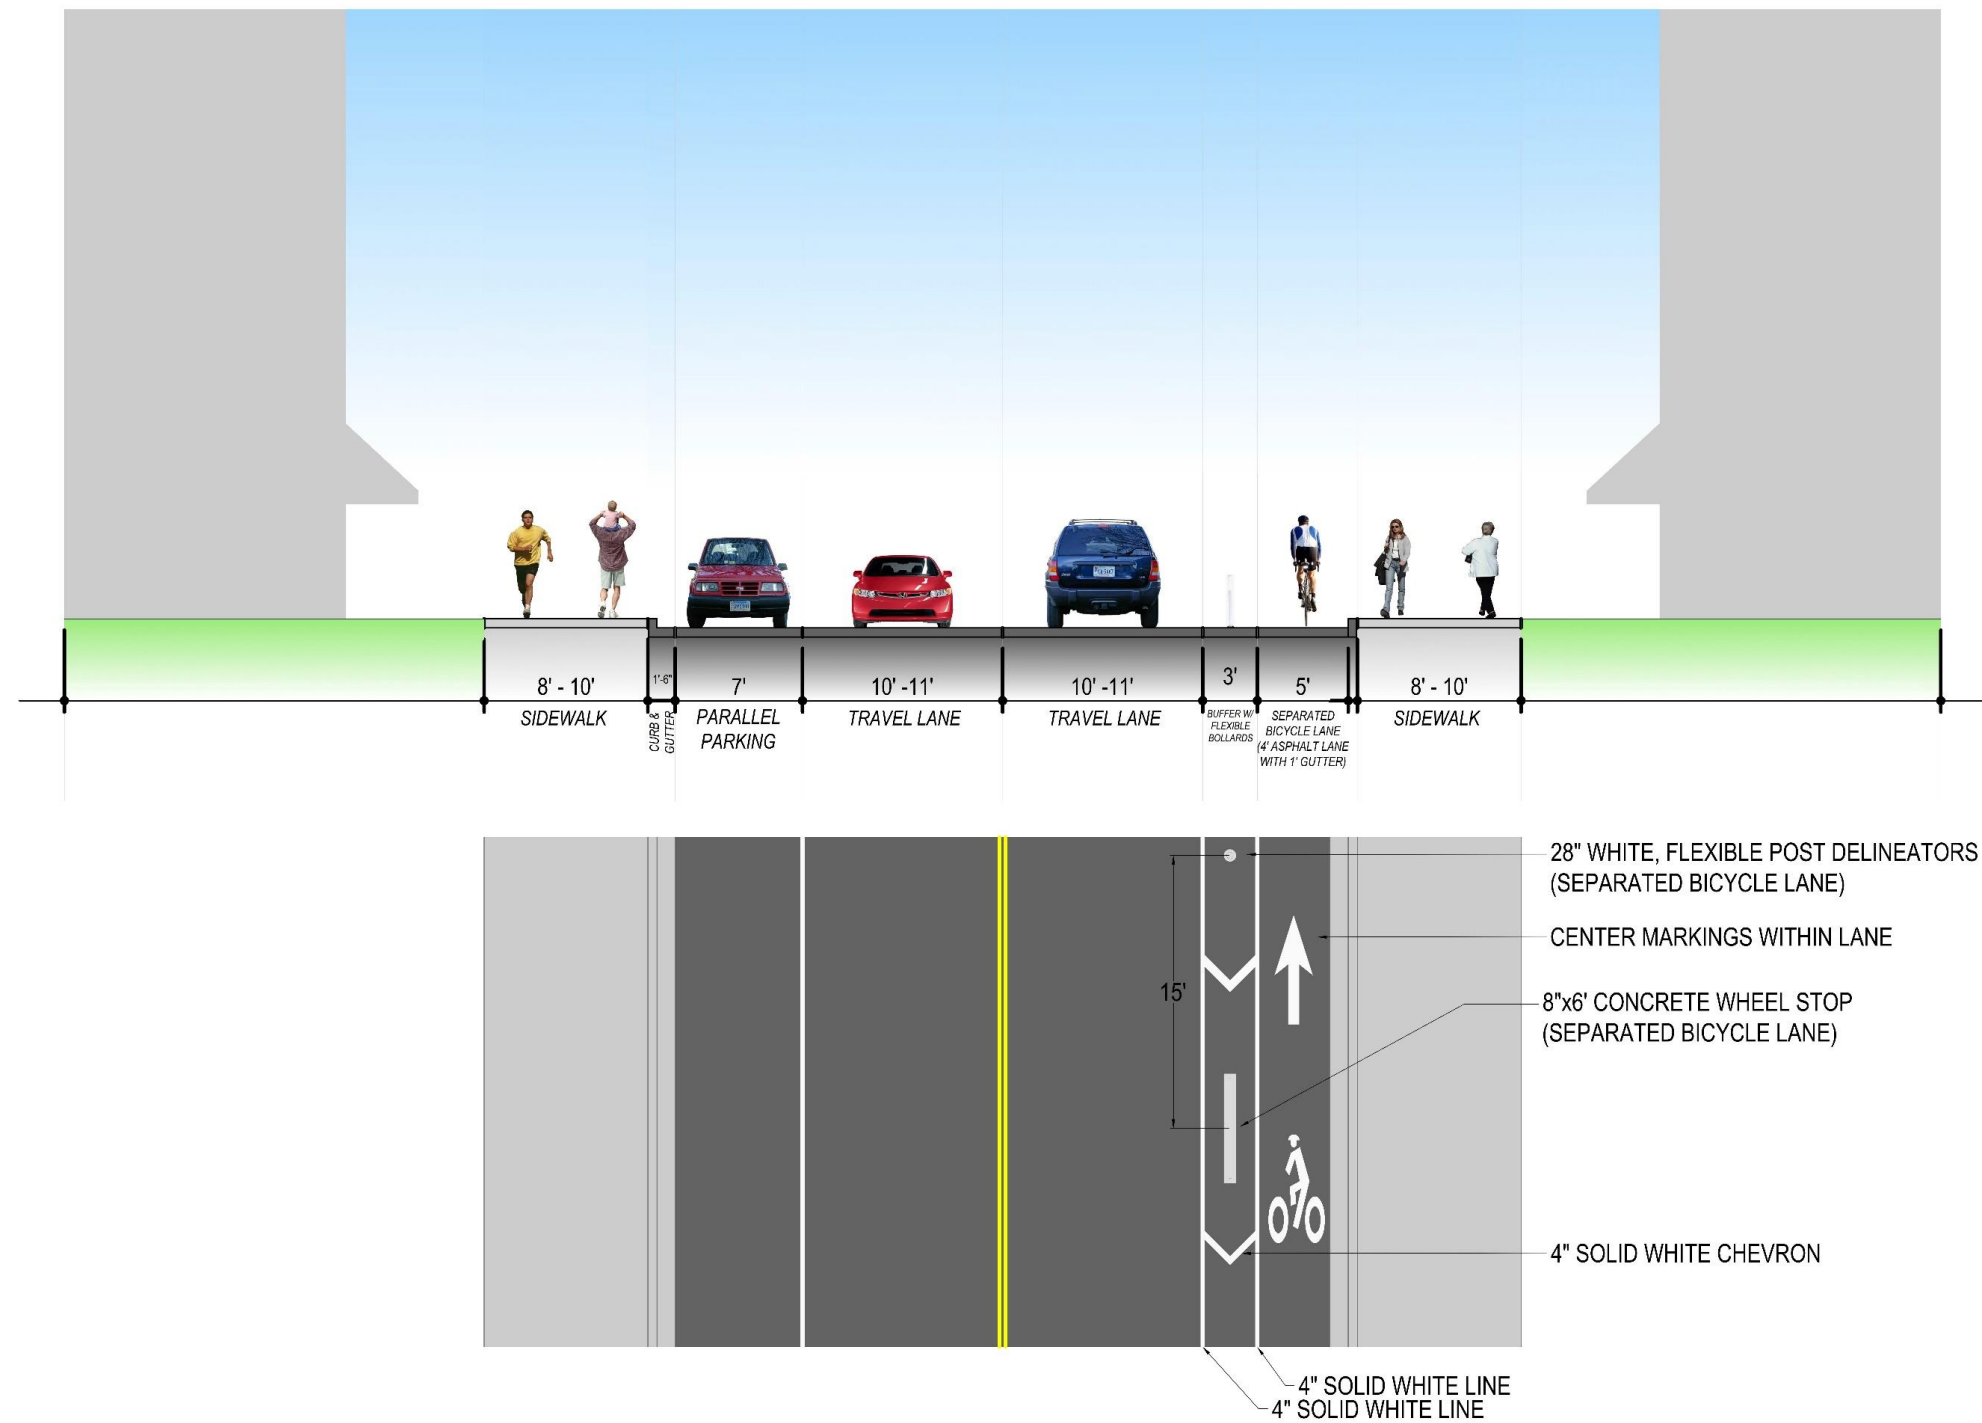 8' - 10'
1'-6"
7'
10' -11'
10' -11'
3'
5'
8' - 10'
SIDEWALK
CURB &
GUTTER
PARALLEL
PARKING
TRAVEL LANE
TRAVEL LANE
BUFFER W/
FLEXIBLE
BOLLARDS
SEPARATED
BICYCLE LANE
(4' ASPHALT LANE
WITH 1' GUTTER)
SIDEWALK
28" WHITE, FLEXIBLE POST DELINEATORS
(SEPARATED BICYCLE LANE)
CENTER MARKINGS WITHIN LANE
15'
8"x6' CONCRETE WHEEL STOP
(SEPARATED BICYCLE LANE)
4" SOLID WHITE CHEVRON
4" SOLID WHITE LINE
4" SOLID WHITE LINE